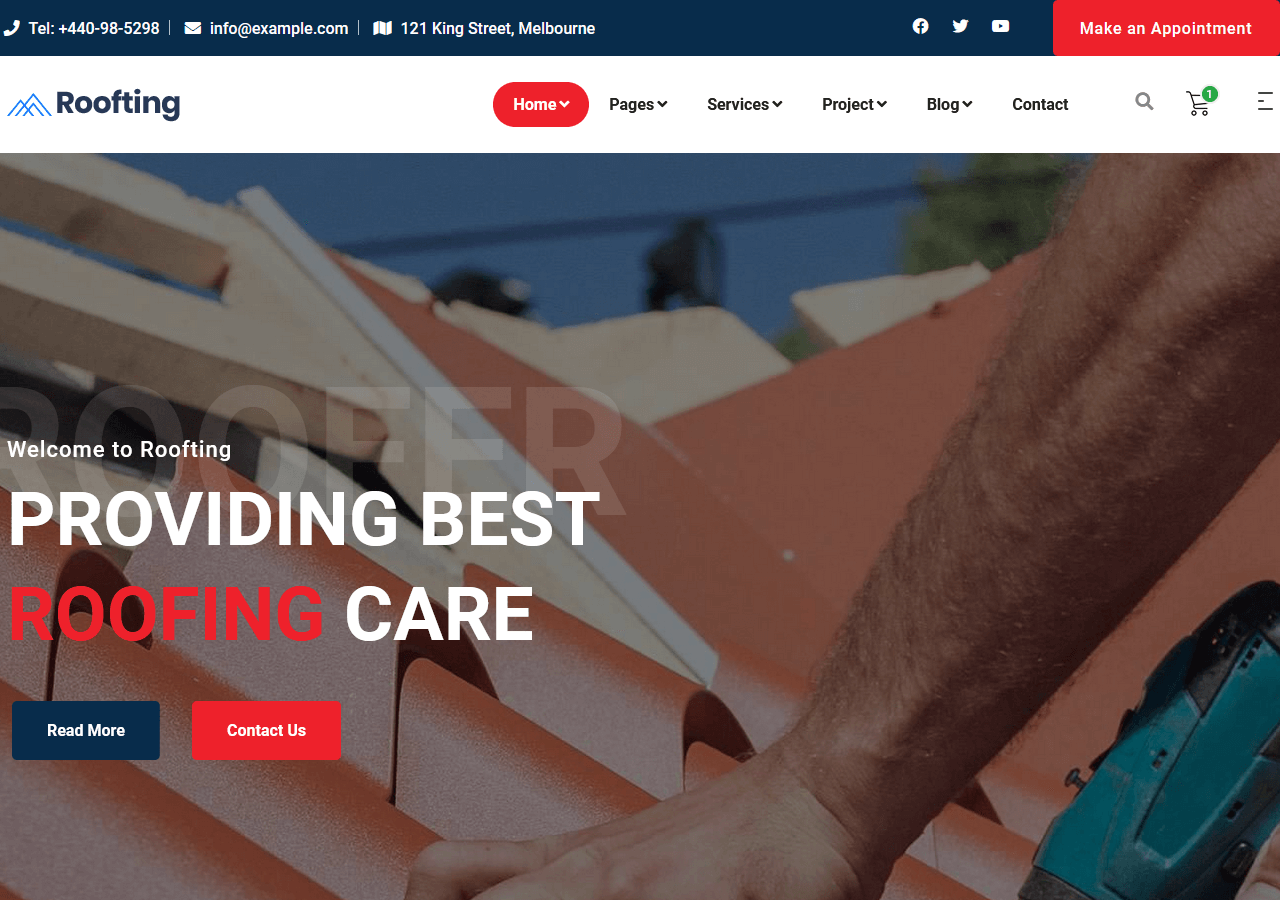 Tel: +440-98-5298 info@example.com 121 King Street, Melbourne Make an Appointment
Roofting Home Pages Services Project Blog Contact 1
ROOFER
Welcome to Roofting
PROVIDING BEST
ROOFING CARE
Read More Contact Us